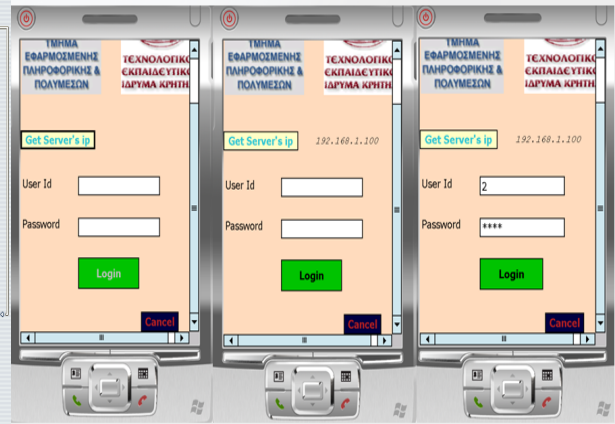 ΤΜΗΜΑ
ΕΦΑΡΜΟΣΜΕΝΗΣ
ΠΛΗΡΟΦΟΡΙΚΗΣ &
ΠΟΛΥΜΕΣΩΝ
ΤΕΧΝΟΛΟΓΙΚΟ
ΕΚΠΑΙΔΕΥΤΙΚΟ
ΙΔΡΥΜΑ ΚΡΗΤΗ
Get Server's ip
User Id
Password
Login
Cancel
ΤΜΗΜΑ
ΕΦΑΡΜΟΣΜΕΝΗΣ
ΠΛΗΡΟΦΟΡΙΚΗΣ &
ΠΟΛΥΜΕΣΩΝ
ΤΕΧΝΟΛΟΓΙΚΟ
ΕΚΠΑΙΔΕΥΤΙΚΟ
ΙΔΡΥΜΑ ΚΡΗΤΗ
Get Server's ip 192.168.1.100
User Id
Password
Login
Cancel
ΤΜΗΜΑ
ΕΦΑΡΜΟΣΜΕΝΗΣ
ΠΛΗΡΟΦΟΡΙΚΗΣ &
ΠΟΛΥΜΕΣΩΝ
ΤΕΧΝΟΛΟΓΙΚΟ
ΕΚΠΑΙΔΕΥΤΙΚΟ
ΙΔΡΥΜΑ ΚΡΗΤΗ
Get Server's ip 192.168.1.100
User Id 2
Password ****
Login
Cancel